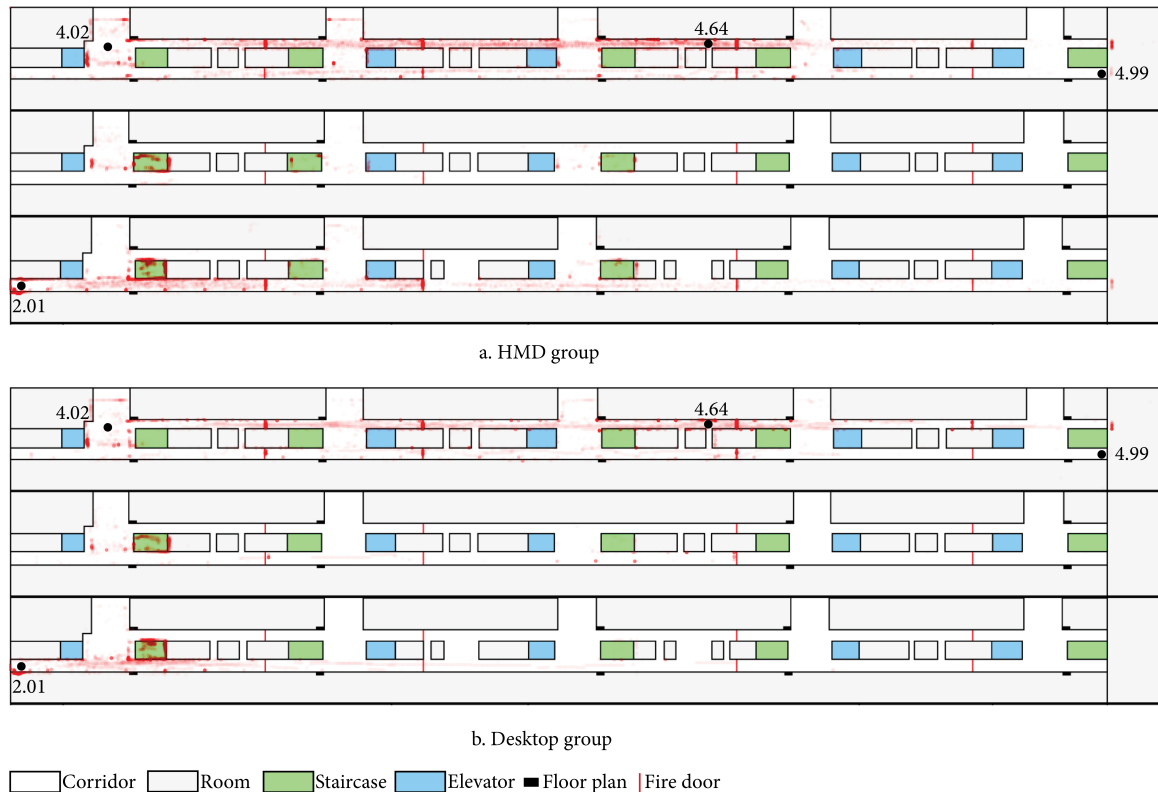 4.02
4.64
4.99
2.01
a. HMD group
4.02
4.64
4.99
2.01
b. Desktop group
Corridor Room Staircase Elevator Floor plan Fire door